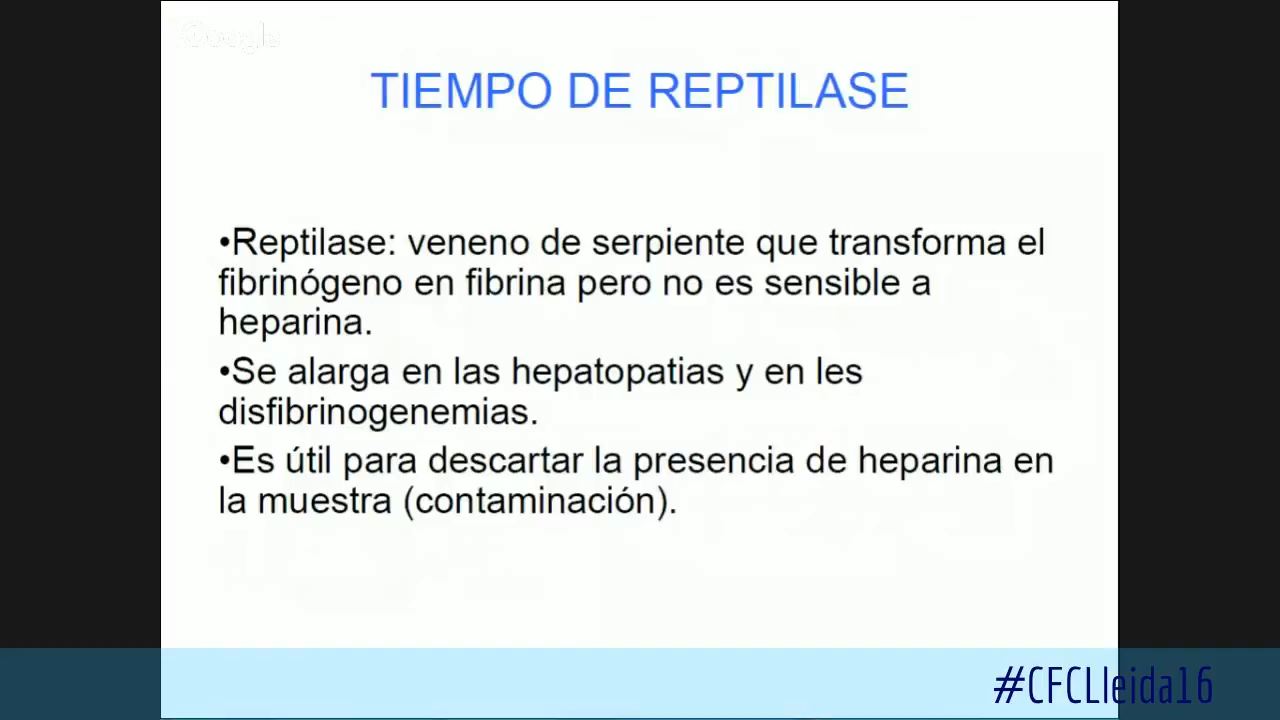 Google
TIEMPO DE REPTILASE
•Reptilase: veneno de serpiente que transforma el
fibrinógeno en fibrina pero no es sensible a
heparina.
•Se alarga en las hepatopatias y en les
disfibrinogenemias.
•Es útil para descartar la presencia de heparina en
la muestra (contaminación).
#CFCLleida16